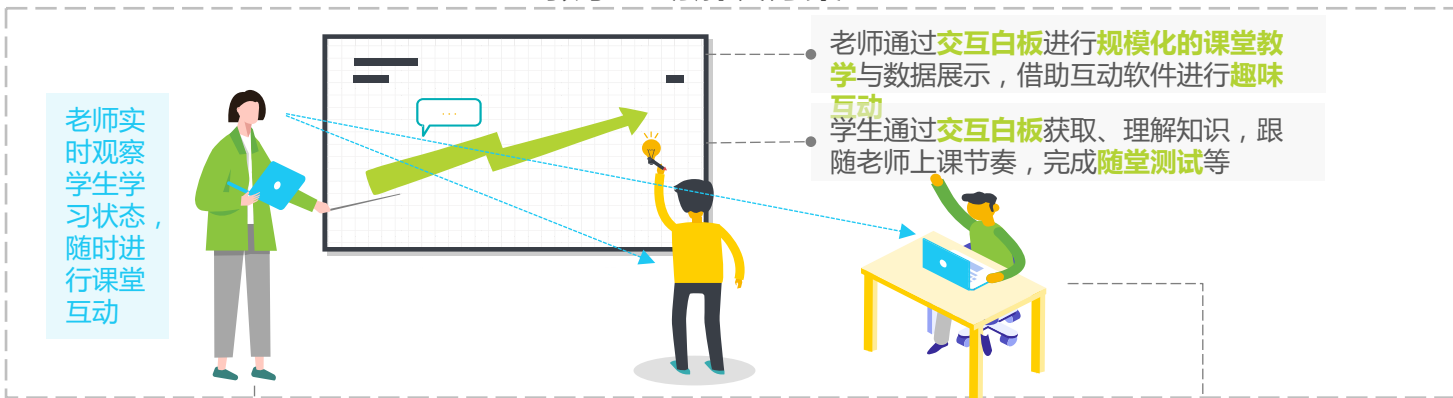 老师实
时观察
学生学
习状态，
随时进
行课堂
互动
...
老师通过交互白板进行规模化的课堂教
学与数据展示，借助互动软件进行趣味
互动
学生通过交互白板获取、理解知识，跟
随老师上课节奏，完成随堂测试等